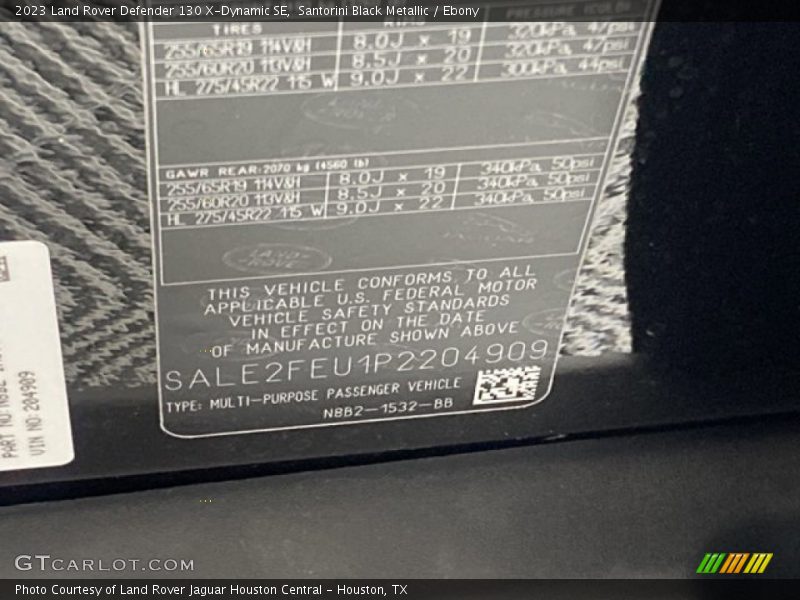 2023 Land Rover Defender 130 X-Dynamic SE, Santorini Black Metallic / Ebony
TIRES
255/65R19 114V&H 8.0J x 19 320kPa, 47psi
255/60R20 113V&H 8.5J x 20 320kPa, 47psi
HL 275/45R22 115 W 9.0J x 22 300kPa, 44psi
GAWR REAR: 2070 kg (4560 lb)
255/65R19 114V&H 8.0J x 19 340kPa, 50psi
255/60R20 113V&H 8.5J x 20 340kPa, 50psi
HL 275/45R22 115 W 9.0J x 22 340kPa, 50psi
THIS VEHICLE CONFORMS TO ALL
APPLICABLE U.S. FEDERAL MOTOR
VEHICLE SAFETY STANDARDS
IN EFFECT ON THE DATE
OF MANUFACTURE SHOWN ABOVE
SALE2FEU1P2204909
TYPE: MULTI-PURPOSE PASSENGER VEHICLE
N8B2-1532-BB
PART NO
VIN NO 204909
GTCARLOT.COM
Photo Courtesy of Land Rover Jaguar Houston Central - Houston, TX